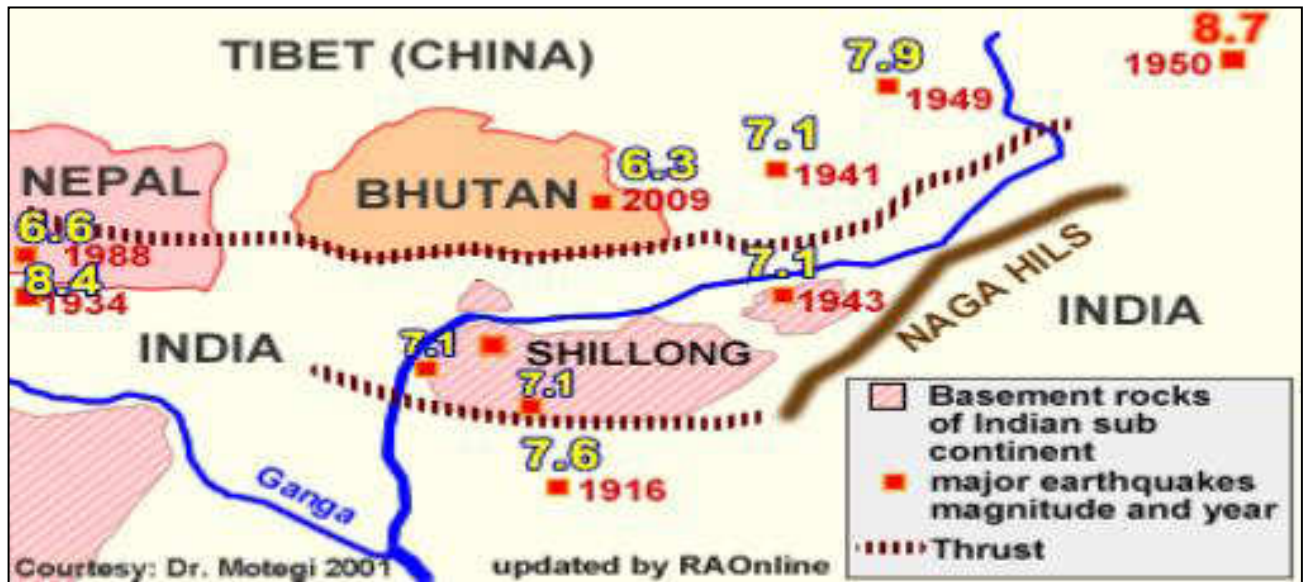 8.7
TIBET (CHINA)
7.9
1950
1949
7.1
6.3
NEPAL
BHUTAN
1941
2009
6.6
1988
8.4
7.1
1934
1943
NAGA HILS
INDIA
INDIA
7.1
SHILLONG
7.1
7.6
1916
Ganga
Basement rocks
of Indian sub
continent
major earthquakes
magnitude and year
Thrust
Courtesy: Dr. Motegi 2001
updated by RAOnline